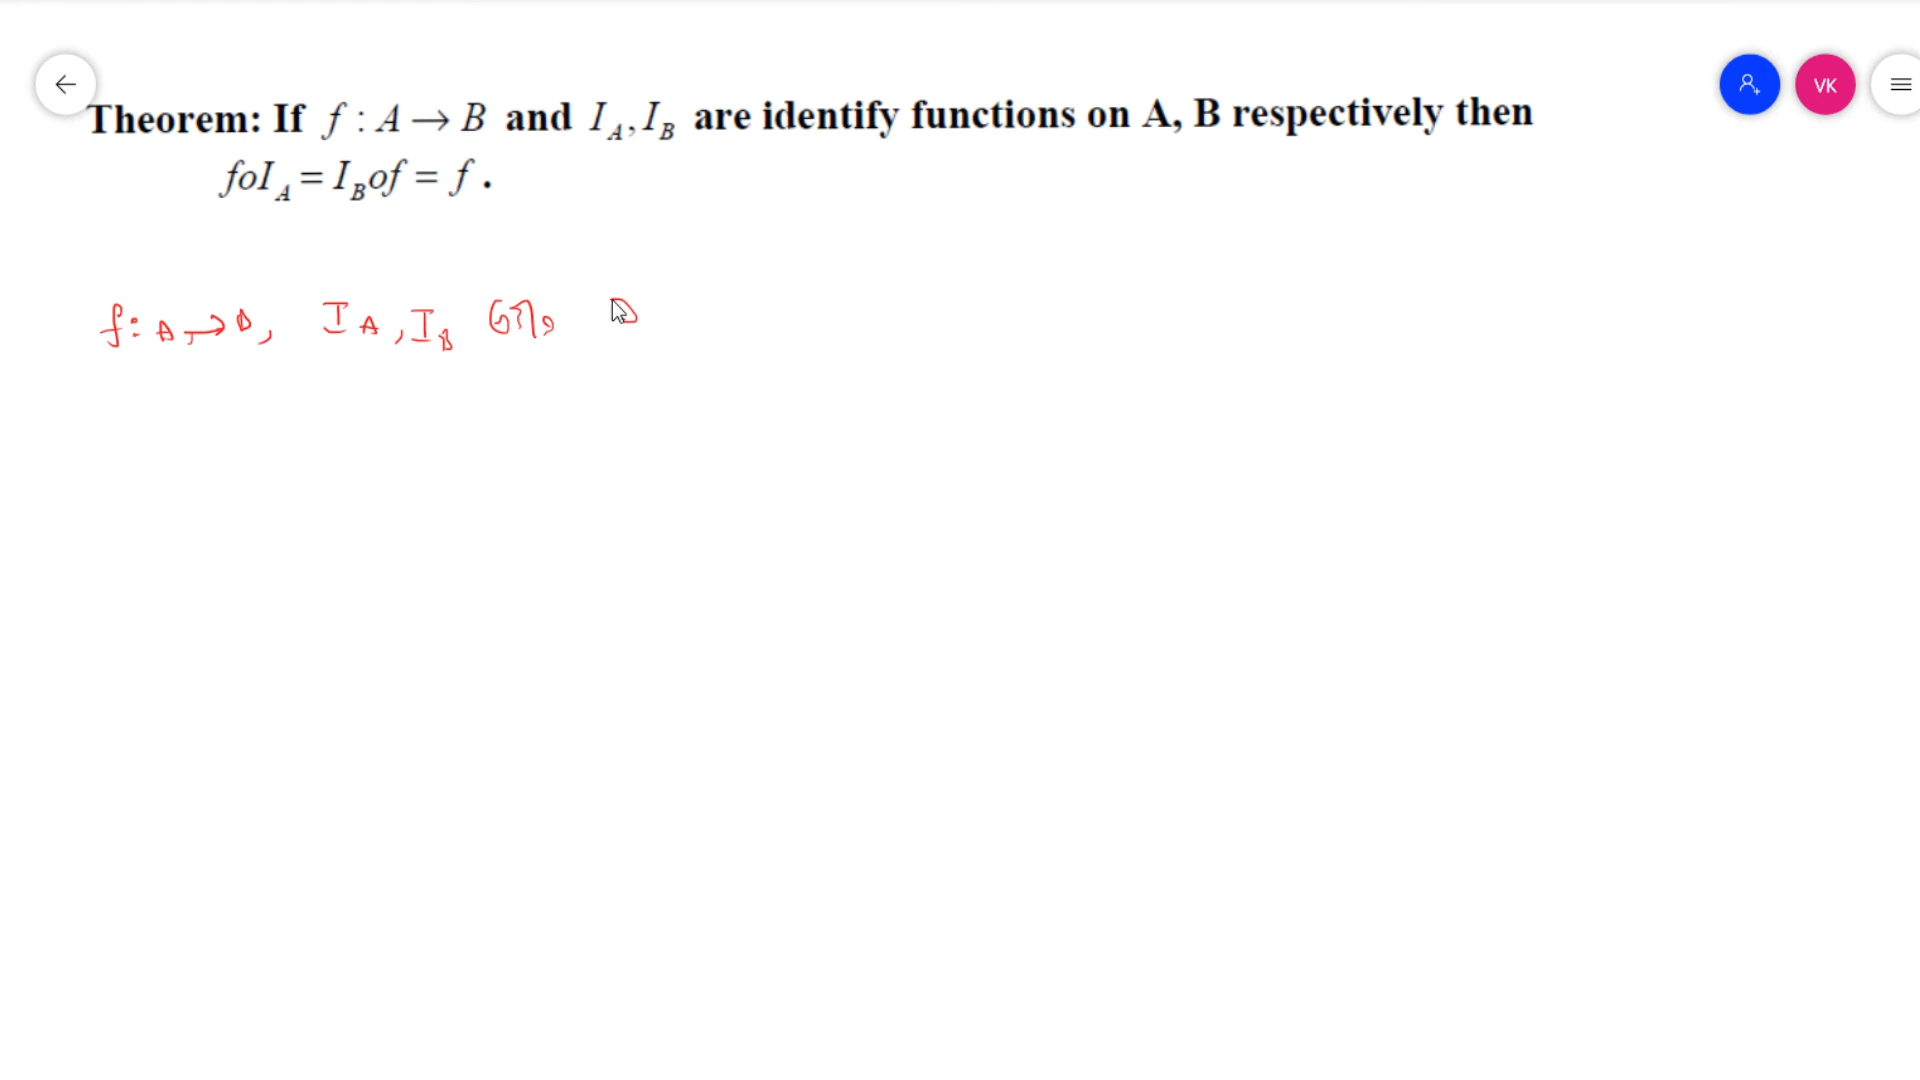 Theorem: If f : A → B and I_A, I_B are identify functions on A, B respectively then
foI_A = I_Bof = f .
f: A → B, I_A, I_B
VK